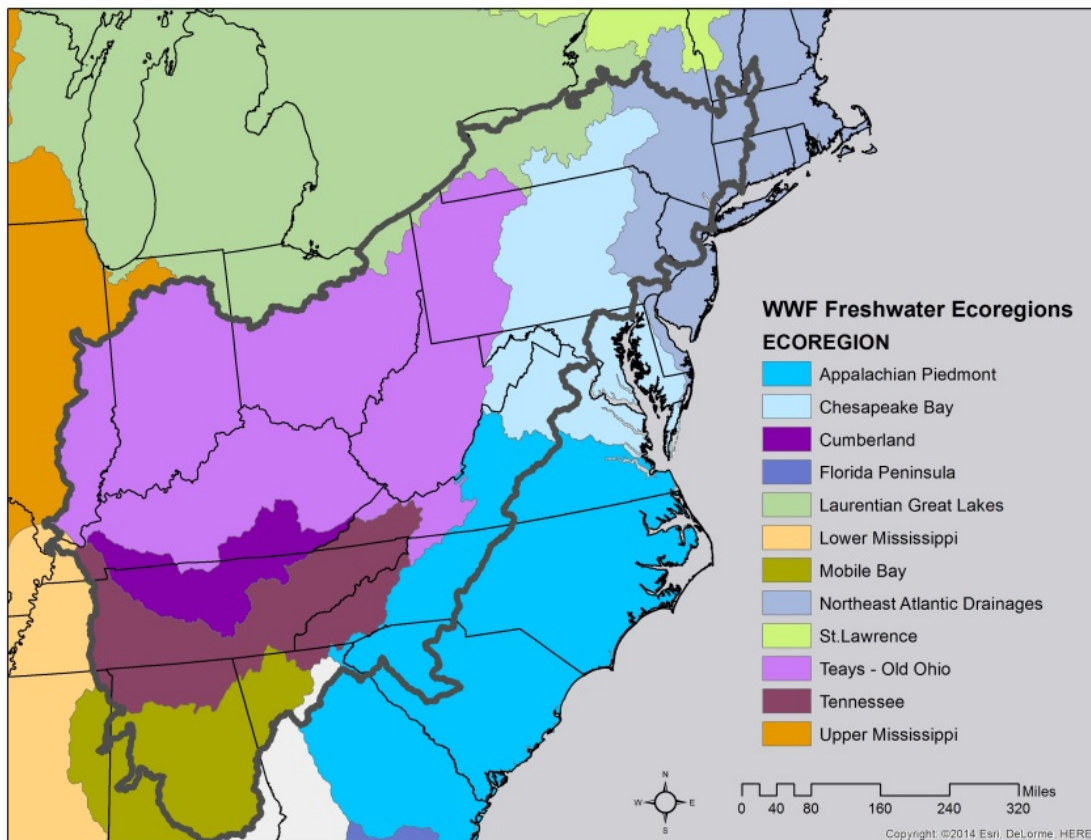 WWF Freshwater Ecoregions
ECOREGION
Appalachian Piedmont
Chesapeake Bay
Cumberland
Florida Peninsula
Laurentian Great Lakes
Lower Mississippi
Mobile Bay
Northeast Atlantic Drainages
St.Lawrence
Teays - Old Ohio
Tennessee
Upper Mississippi
N
W E
S
Miles
0 40 80 160 240 320
Copyright: ©2014 Esri, DeLorme, HERE